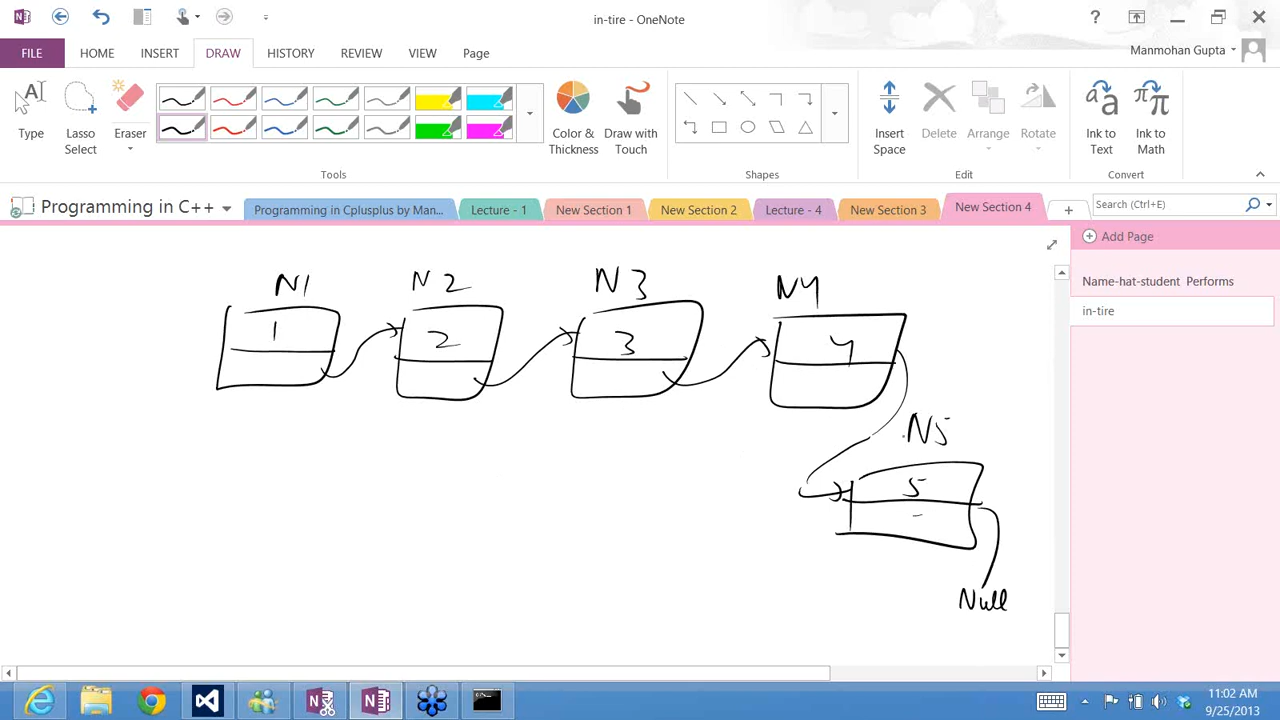 in-tire - OneNote
?
FILE
HOME
INSERT
DRAW
HISTORY
REVIEW
VIEW
Page
Manmohan Gupta
Type
Lasso
Select
Eraser
Color &
Thickness
Draw with
Touch
Insert
Space
Delete
Arrange
Rotate
Ink to
Text
Ink to
Math
Tools
Shapes
Edit
Convert
Programming in C++
Programming in Cplusplus by Man...
Lecture - 1
New Section 1
New Section 2
Lecture - 4
New Section 3
New Section 4
Search (Ctrl+E)
Add Page
Name-hat-student Performs
in-tire
N1
N2
N3
N4
1
2
3
4
N5
5
Null
11:02 AM
9/25/2013